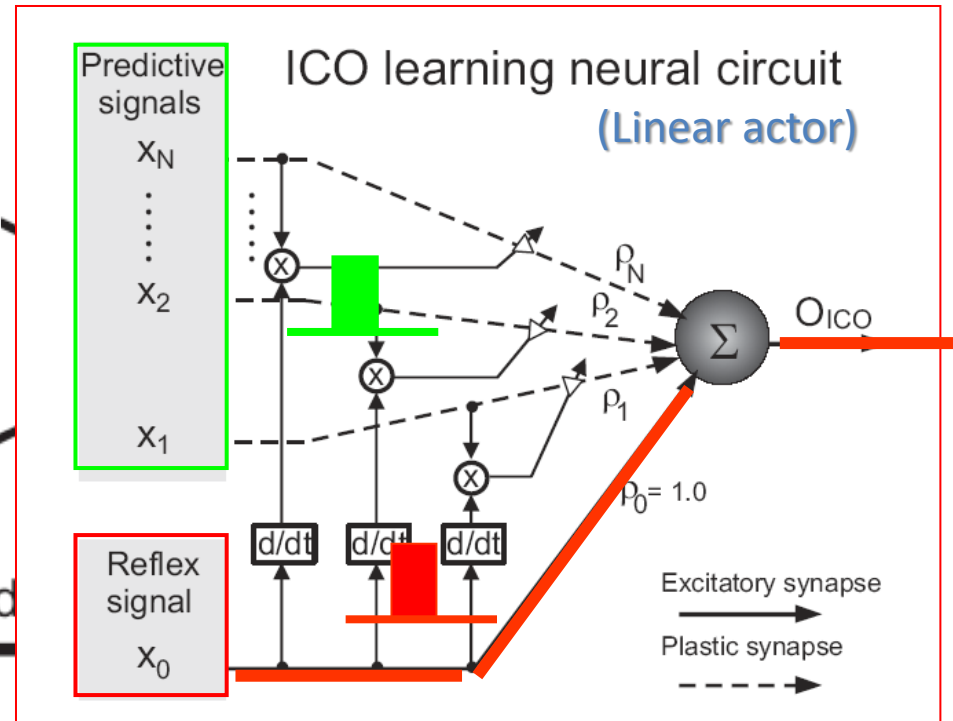 ICO learning neural circuit
(Linear actor)
Predictive
signals
x_N
x_2
x_1
Reflex
signal
x_0
x
x
x
d/dt
d/dt
d/dt
ρ_N
ρ_2
ρ_1
ρ_0 = 1.0
Σ
O_ICO
Excitatory synapse
Plastic synapse
d